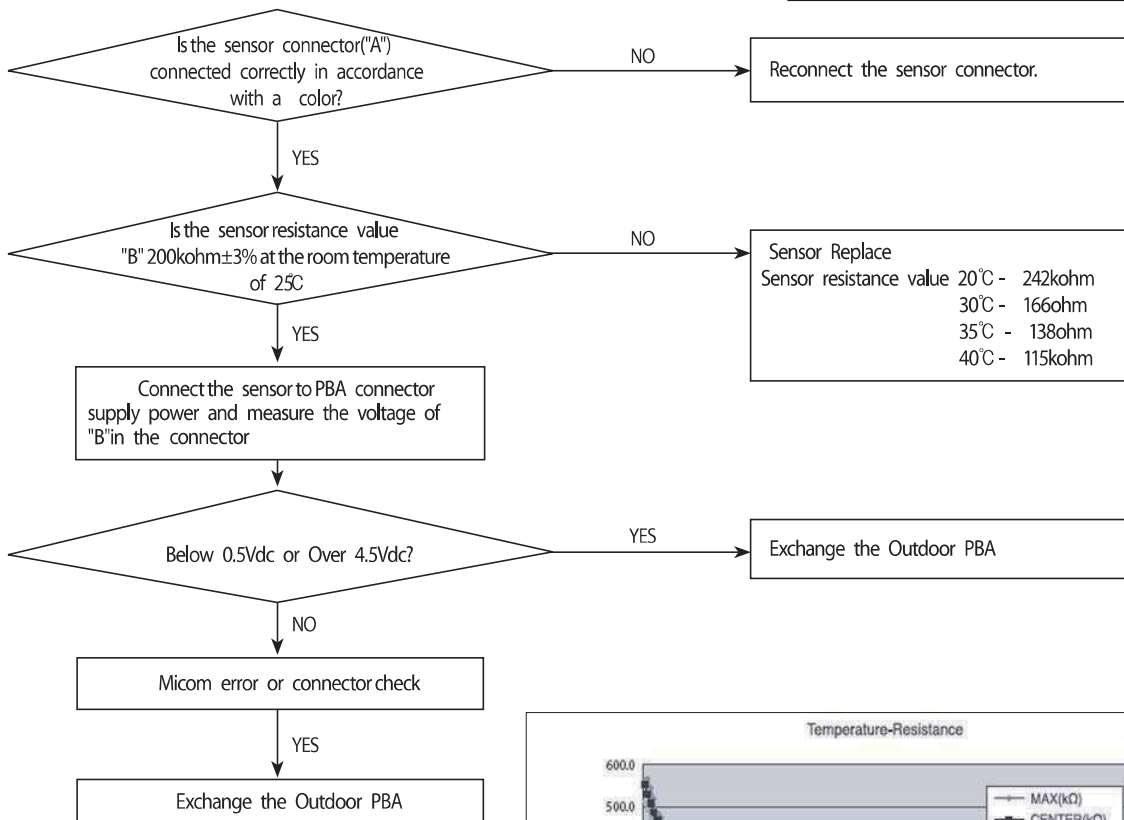 Is the sensor connector("A")
connected correctly in accordance
with a color?
NO
Reconnect the sensor connector.
YES
Is the sensor resistance value
"B" 200kohm±3% at the room temperature
of 25℃
NO
Sensor Replace
Sensor resistance value 20℃ - 242kohm
30℃ - 166ohm
35℃ - 138ohm
40℃ - 115kohm
YES
Connect the sensor to PBA connector
supply power and measure the voltage of
"B"in the connector
Below 0.5Vdc or Over 4.5Vdc?
YES
Exchange the Outdoor PBA
NO
Micom error or connector check
YES
Exchange the Outdoor PBA
Temperature-Resistance
600.0
500.0
MAX(kΩ)
CENTER(kΩ)